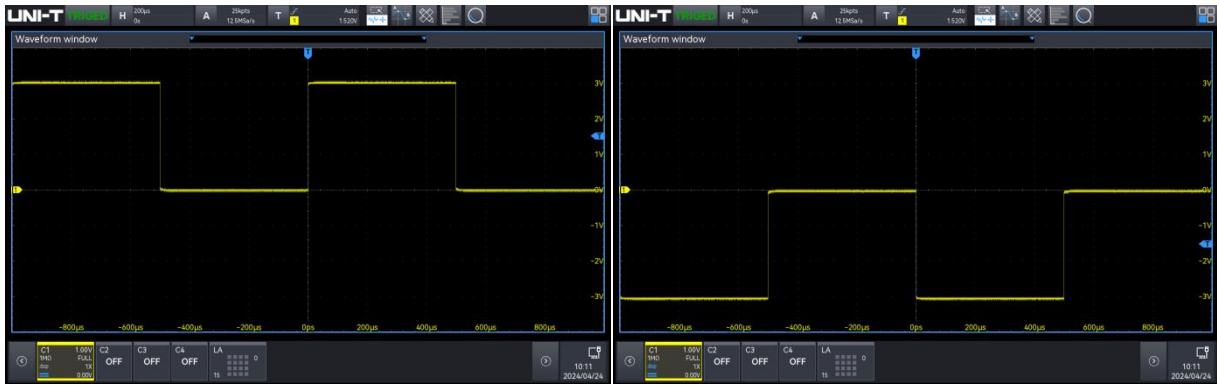 UNI-T TRIGED H 200μs 0s A 25kpts 12.5MSa/s T 1 Auto 1.520V
Waveform window
T
3V
2V
T
1V
1 0V
-1V
-2V
-3V
-800μs -600μs -400μs -200μs 0ps 200μs 400μs 600μs 800μs
C1 1.00V 1MΩ FULL 1X 0.00V
C2 OFF
C3 OFF
C4 OFF
LA 0 15
10:11
2024/04/24
UNI-T TRIGED H 200μs 0s A 25kpts 12.5MSa/s T 1 Auto 1.520V
Waveform window
T
3V
2V
1V
1 0V
-1V
T
-2V
-3V
-800μs -600μs -400μs -200μs 0ps 200μs 400μs 600μs 800μs
C1 1.00V 1MΩ FULL 1X 0.00V
C2 OFF
C3 OFF
C4 OFF
LA 0 15
10:11
2024/04/24